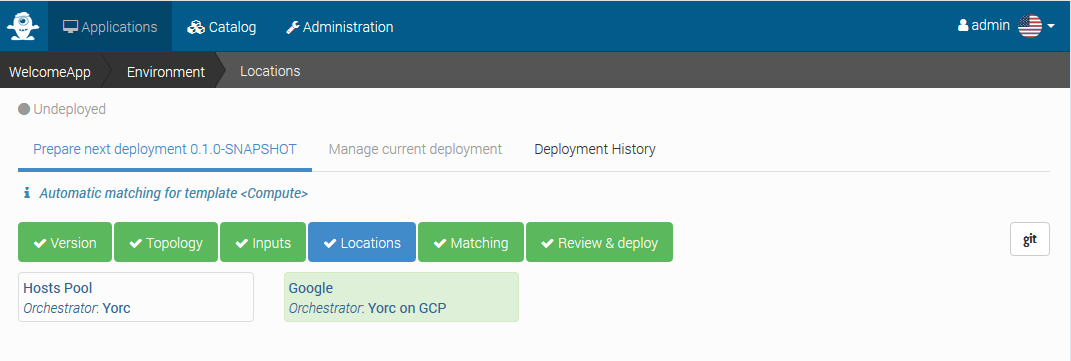 Applications Catalog Administration admin
WelcomeApp Environment Locations
Undeployed
Prepare next deployment 0.1.0-SNAPSHOT Manage current deployment Deployment History
Automatic matching for template <Compute>
Version Topology Inputs Locations Matching Review & deploy git
Hosts Pool
Orchestrator: Yorc
Google
Orchestrator: Yorc on GCP